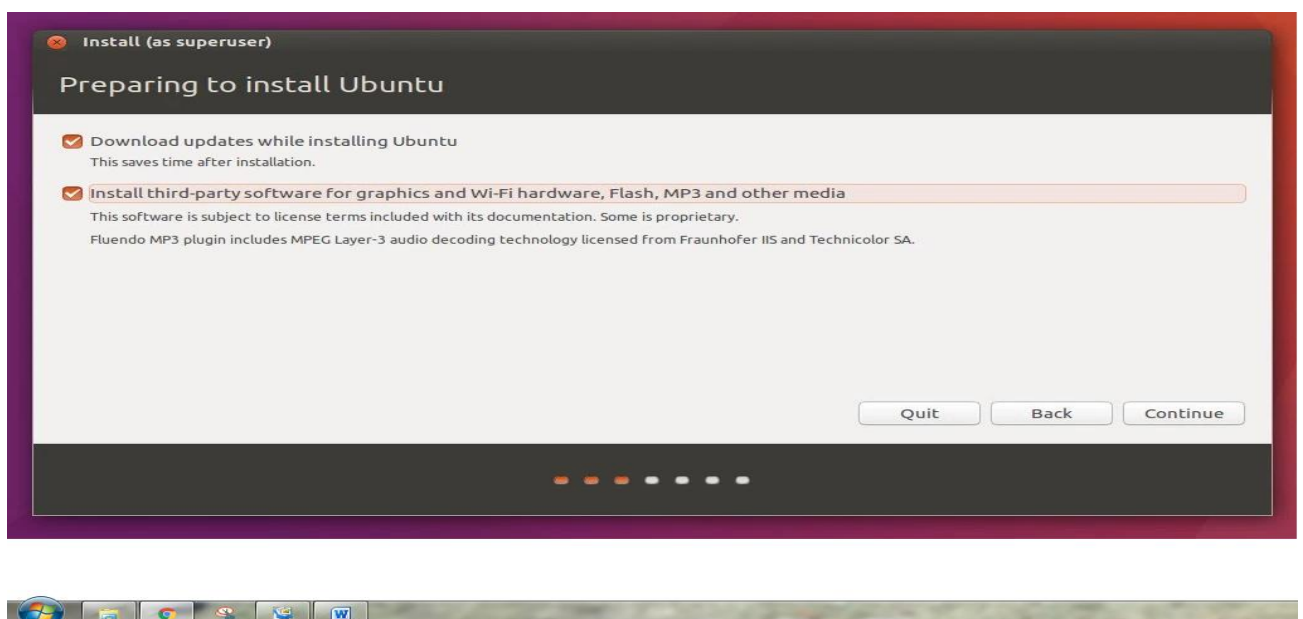 Install (as superuser)
Preparing to install Ubuntu
Download updates while installing Ubuntu
This saves time after installation.
Install third-party software for graphics and Wi-Fi hardware, Flash, MP3 and other media
This software is subject to license terms included with its documentation. Some is proprietary.
Fluendo MP3 plugin includes MPEG Layer-3 audio decoding technology licensed from Fraunhofer IIS and Technicolor SA.
Quit Back Continue
W